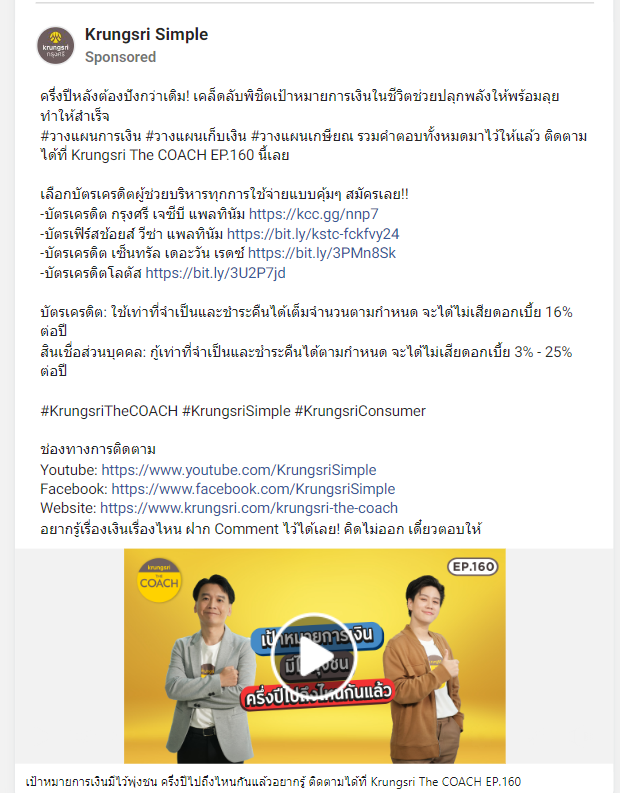 Krungsri Simple
Sponsored
krungsri
กรุงศรี
ครึ่งปีหลังต้องปังกว่าเดิม! เคล็ดลับพิชิตเป้าหมายการเงินในชีวิตช่วยปลุกพลังให้พร้อมลุย
ทำให้สำเร็จ
#วางแผนการเงิน #วางแผนเก็บเงิน #วางแผนเกษียณ รวมคำตอบทั้งหมดมาไว้ให้แล้ว ติดตาม
ได้ที่ Krungsri The COACH EP.160 นี้เลย
เลือกบัตรเครดิตผู้ช่วยบริหารทุกการใช้จ่ายแบบคุ้มๆ สมัครเลย!!
-บัตรเครดิต กรุงศรี เจซีบี แพลทินัม https://kcc.gg/nnp7
-บัตรเฟิร์สช้อยส์ วีซ่า แพลทินัม https://bit.ly/kstc-fckfvy24
-บัตรเครดิต เซ็นทรัล เดอะวัน เรดซ์ https://bit.ly/3PMn8Sk
-บัตรเครดิตโลตัส https://bit.ly/3U2P7jd
บัตรเครดิต: ใช้เท่าที่จำเป็นและชำระคืนได้เต็มจำนวนตามกำหนด จะได้ไม่เสียดอกเบี้ย 16%
ต่อปี
สินเชื่อส่วนบุคคล: กู้เท่าที่จำเป็นและชำระคืนได้ตามกำหนด จะได้ไม่เสียดอกเบี้ย 3% - 25%
ต่อปี
#KrungsriTheCOACH #KrungsriSimple #KrungsriConsumer
ช่องทางการติดตาม
Youtube: https://www.youtube.com/KrungsriSimple
Facebook: https://www.facebook.com/KrungsriSimple
Website: https://www.krungsri.com/krungsri-the-coach
อยากรู้เรื่องเงินเรื่องไหน ฝาก Comment ไว้ได้เลย! คิดไม่ออก เดี๋ยวตอบให้
krungsri
THE
COACH
EP.160
เป้าหมายการเงิน
มีไว้พุ่งชน
ครึ่งปีไปถึงไหนกันแล้ว
เป้าหมายการเงินมีไว้พุ่งชน ครึ่งปีไปถึงไหนกันแล้วอยากรู้ ติดตามได้ที่ Krungsri The COACH EP.160